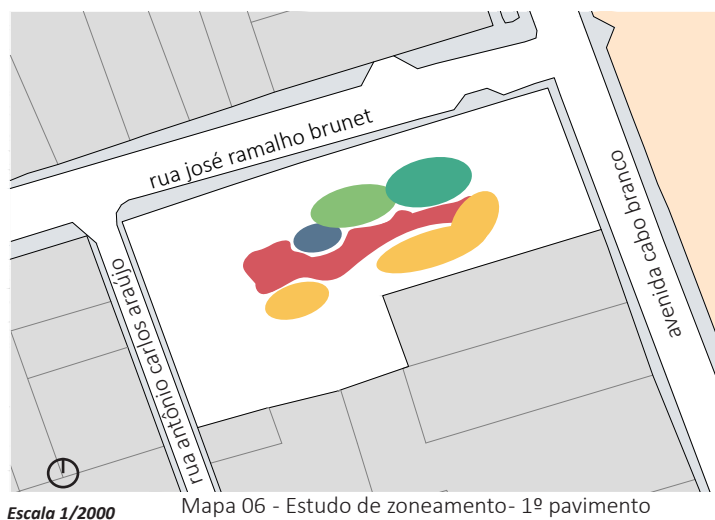 rua josé ramalho brunet
avenida cabo branco
rua antônio carlos araújo
Escala 1/2000
Mapa 06 - Estudo de zoneamento- 1º pavimento